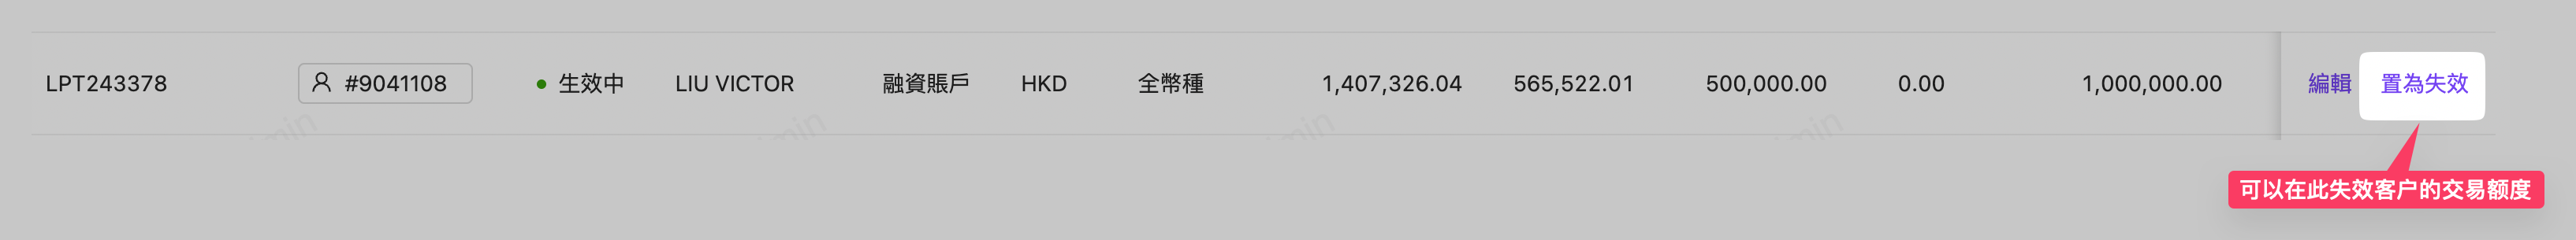 LPT243378 #9041108 生效中 LIU VICTOR 融資賬戶 HKD 全幣種 1,407,326.04 565,522.01 500,000.00 0.00 1,000,000.00 編輯 置為失效
可以在此失效客户的交易额度